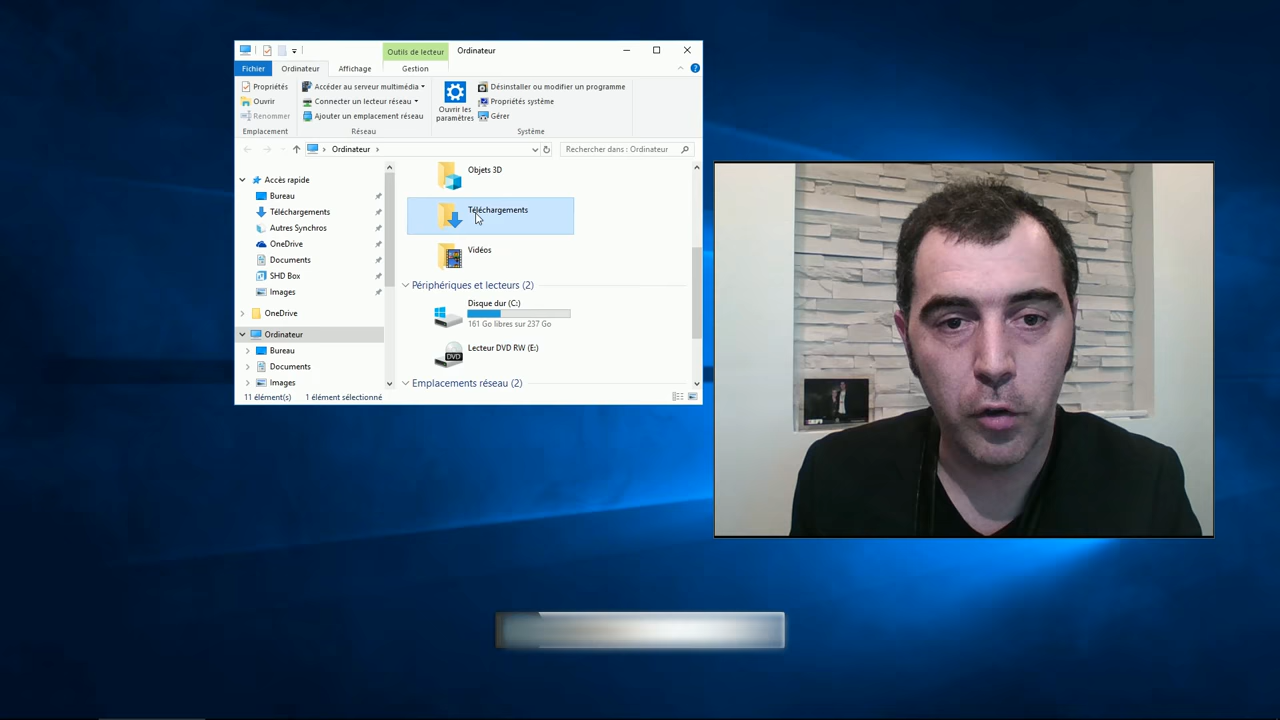 Outils de lecteur Ordinateur
Fichier Ordinateur Affichage Gestion
Propriétés
Ouvrir
Renommer
Emplacement
Accéder au serveur multimédia
Connecter un lecteur réseau
Ajouter un emplacement réseau
Réseau
Ouvrir les
paramètres
Désinstaller ou modifier un programme
Propriétés système
Gérer
Système
Ordinateur
Rechercher dans : Ordinateur
Accès rapide
Bureau
Téléchargements
Autres Synchros
OneDrive
Documents
SHD Box
Images
OneDrive
Ordinateur
Bureau
Documents
Images
Objets 3D
Téléchargements
Vidéos
Périphériques et lecteurs (2)
Disque dur (C:)
161 Go libres sur 237 Go
Lecteur DVD RW (E:)
DVD
Emplacements réseau (2)
11 élément(s) 1 élément sélectionné